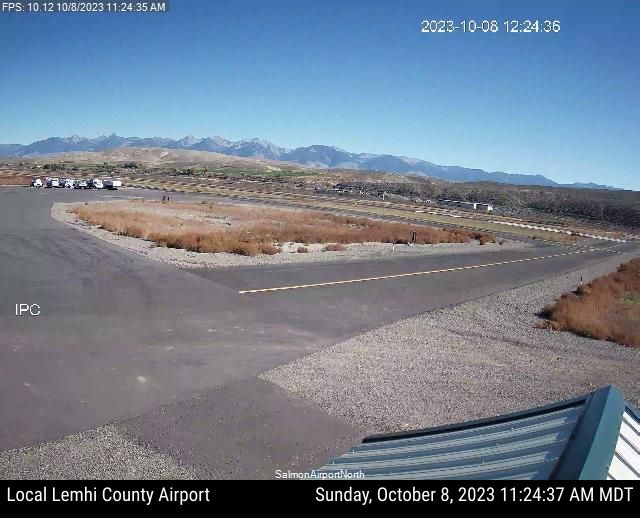 FPS: 10.12 10/8/2023 11:24:35 AM
2023-10-08 12:24:36
IPC
SalmonAirportNorth
Local Lemhi County Airport
Sunday, October 8, 2023 11:24:37 AM MDT